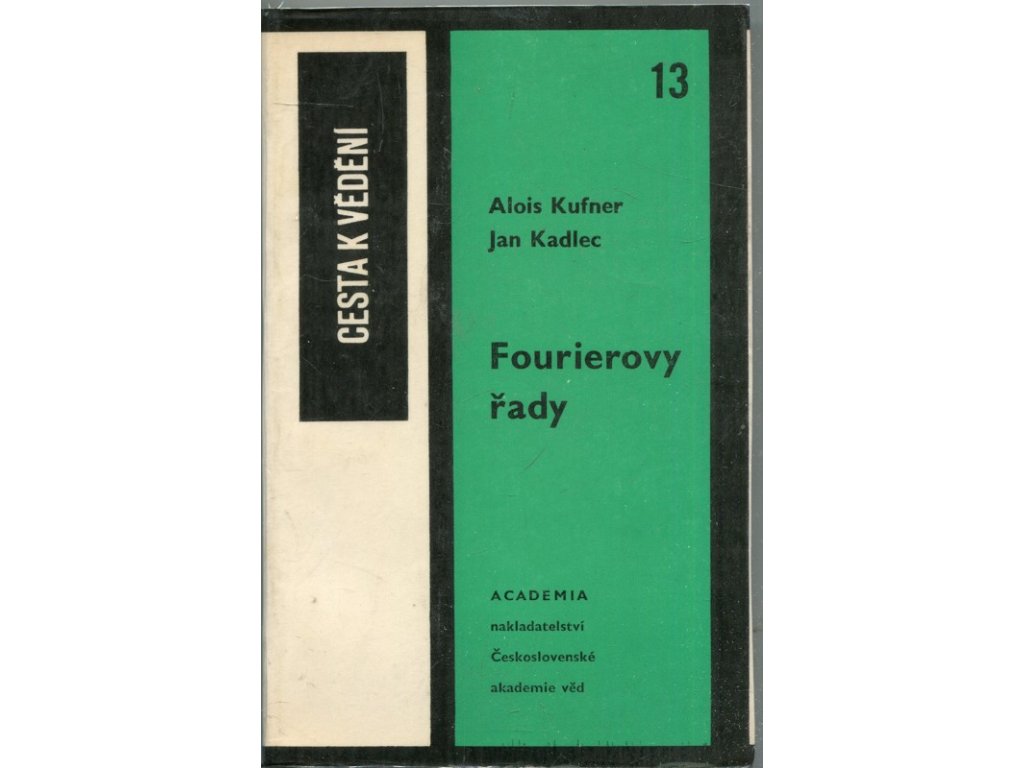 CESTA K VĚDĚNÍ
13
Alois Kufner
Jan Kadlec
Fourierovy
řady
ACADEMIA
nakladatelství
Československé
akademie věd